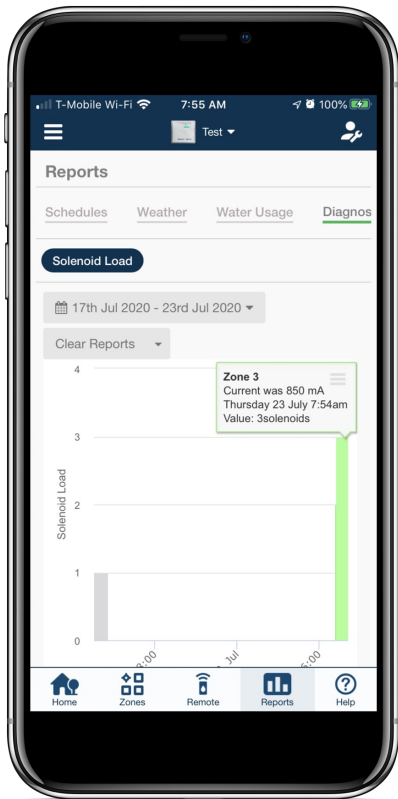 T-Mobile Wi-Fi 7:55 AM 100%
Test
Reports
Schedules Weather Water Usage Diagnos
Solenoid Load
17th Jul 2020 - 23rd Jul 2020
Clear Reports
Zone 3
Current was 850 mA
Thursday 23 July 7:54am
Value: 3solenoids
4
3
2
1
0
Solenoid Load
Jul
Home Zones Remote Reports Help